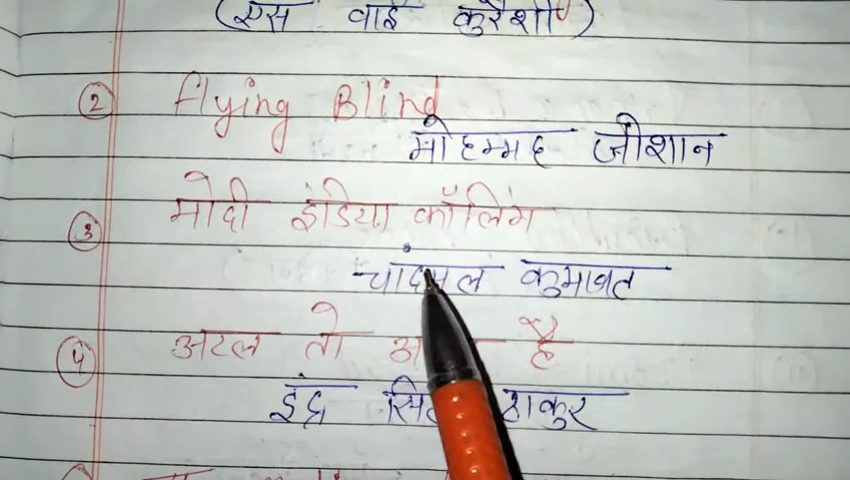 (एस वाई कुरैशी)
② Flying Blind
मोहम्मद जीशान
③ मोदी इंडिया कॉलिंग
चांदमल कुमावत
④ अटल तो है
इंद्र ठाकुर